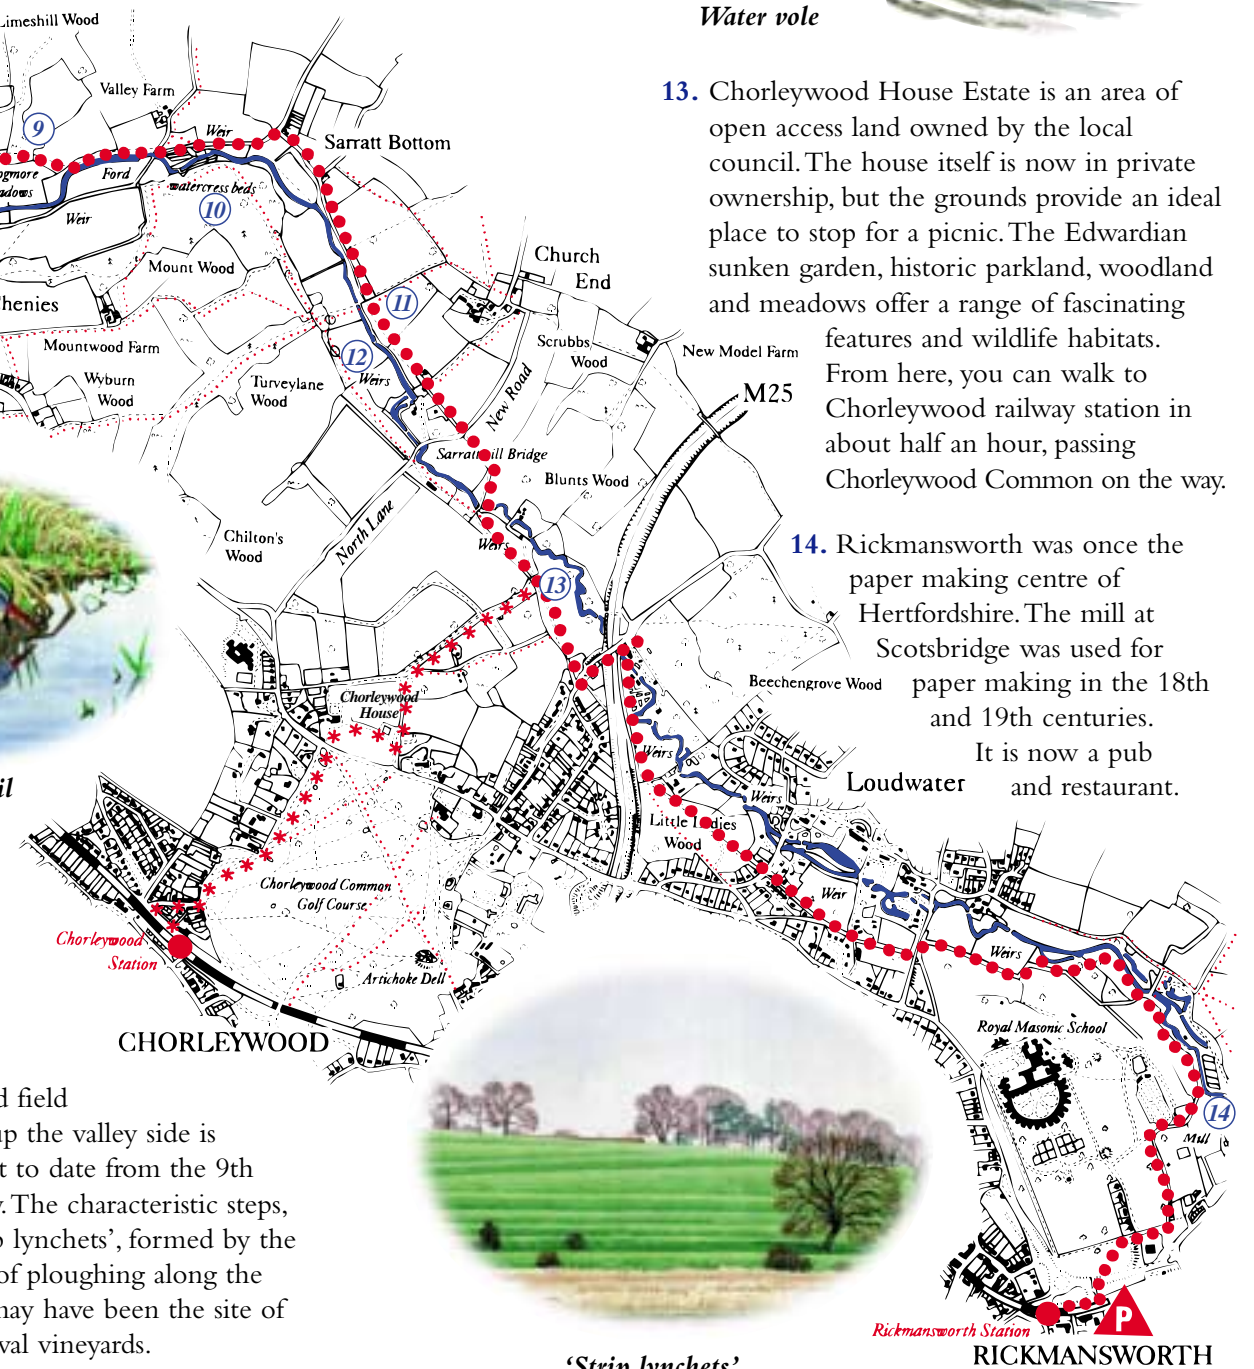 Water vole
13. Chorleywood House Estate is an area of
open access land owned by the local
council. The house itself is now in private
ownership, but the grounds provide an ideal
place to stop for a picnic. The Edwardian
sunken garden, historic parkland, woodland
and meadows offer a range of fascinating
features and wildlife habitats.
From here, you can walk to
Chorleywood railway station in
about half an hour, passing
Chorleywood Common on the way.
14. Rickmansworth was once the
paper making centre of
Hertfordshire. The mill at
Scotsbridge was used for
paper making in the 18th
and 19th centuries.
It is now a pub
and restaurant.
Limeshill Wood
Valley Farm
9
Weir
Sarratt Bottom
Ford
watercress beds
10
Weir
Mount Wood
henies
Mountwood Farm
Wyburn
Wood
Turveylane
Wood
Church
End
11
12
Weirs
Scrubbs
Wood
New Model Farm
New Road
M25
Bridge
Blunts Wood
North Lane
Chilton's
Wood
Weirs
13
Chorleywood
House
Beechengrove Wood
Weirs
Loudwater
Weirs
Wood
Weir
il
Chorleywood Common
Golf Course
Chorleywood
Station
Artichoke Dell
CHORLEYWOOD
Weirs
Royal Masonic School
14
Mill
Rickmansworth Station
P
RICKMANSWORTH
d field
up the valley side is
t to date from the 9th
y. The characteristic steps,
p lynchets', formed by the
of ploughing along the
may have been the site of
val vineyards.
'Strip lynchets'